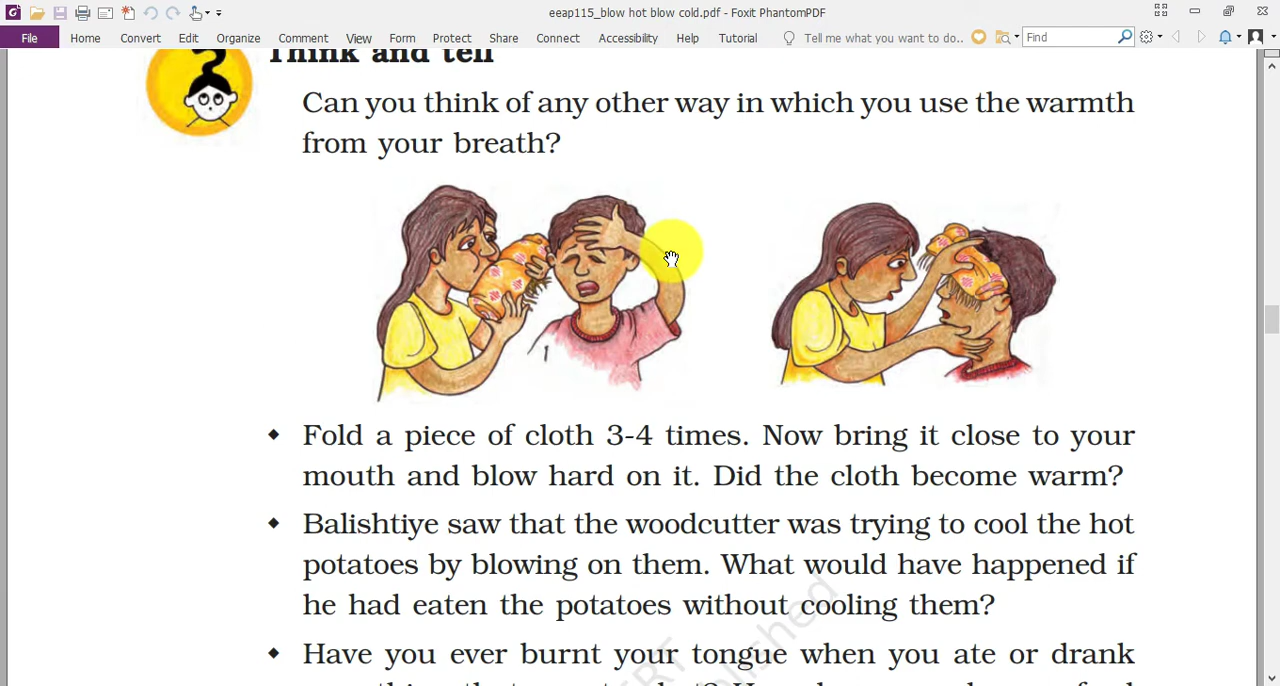 eeap115_blow hot blow cold.pdf - Foxit PhantomPDF
File Home Convert Edit Organize Comment View Form Protect Share Connect Accessibility Help Tutorial Tell me what you want to do.. Find
Think and tell
Can you think of any other way in which you use the warmth
from your breath?
◆ Fold a piece of cloth 3-4 times. Now bring it close to your
mouth and blow hard on it. Did the cloth become warm?
◆ Balishtiye saw that the woodcutter was trying to cool the hot
potatoes by blowing on them. What would have happened if
he had eaten the potatoes without cooling them?
◆ Have you ever burnt your tongue when you ate or drank